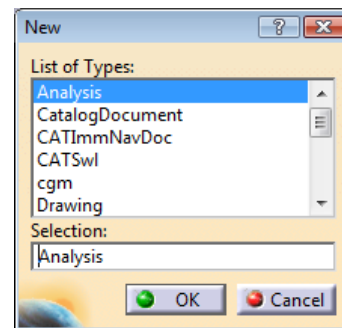 New
List of Types:
Analysis
CatalogDocument
CATImmNavDoc
CATSwl
cgm
Drawing
Selection:
Analysis
OK Cancel